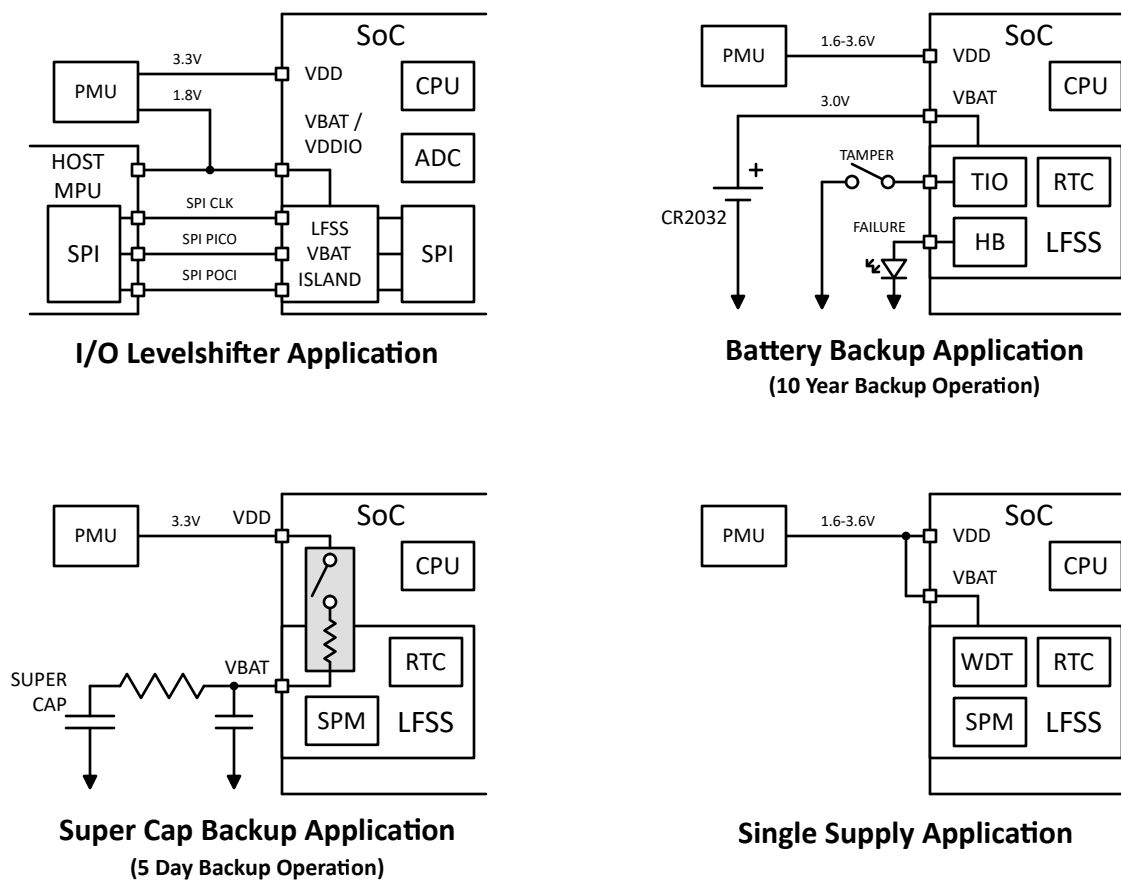 SoC
3.3V
VDD
PMU
CPU
1.8V
VBAT /
VDDIO
ADC
HOST
MPU
SPI CLK
SPI
LFSS
SPI PICO
VBAT
SPI
SPI POCI
ISLAND
I/O Levelshifter Application
SoC
1.6-3.6V
VDD
PMU
CPU
VBAT
3.0V
TAMPER
+
TIO
RTC
CR2032
FAILURE
HB
LFSS
Battery Backup Application
(10 Year Backup Operation)
SoC
3.3V
VDD
PMU
CPU
VBAT
RTC
SUPER
CAP
SPM
LFSS
Super Cap Backup Application
(5 Day Backup Operation)
SoC
1.6-3.6V
VDD
PMU
CPU
VBAT
WDT
RTC
SPM
LFSS
Single Supply Application